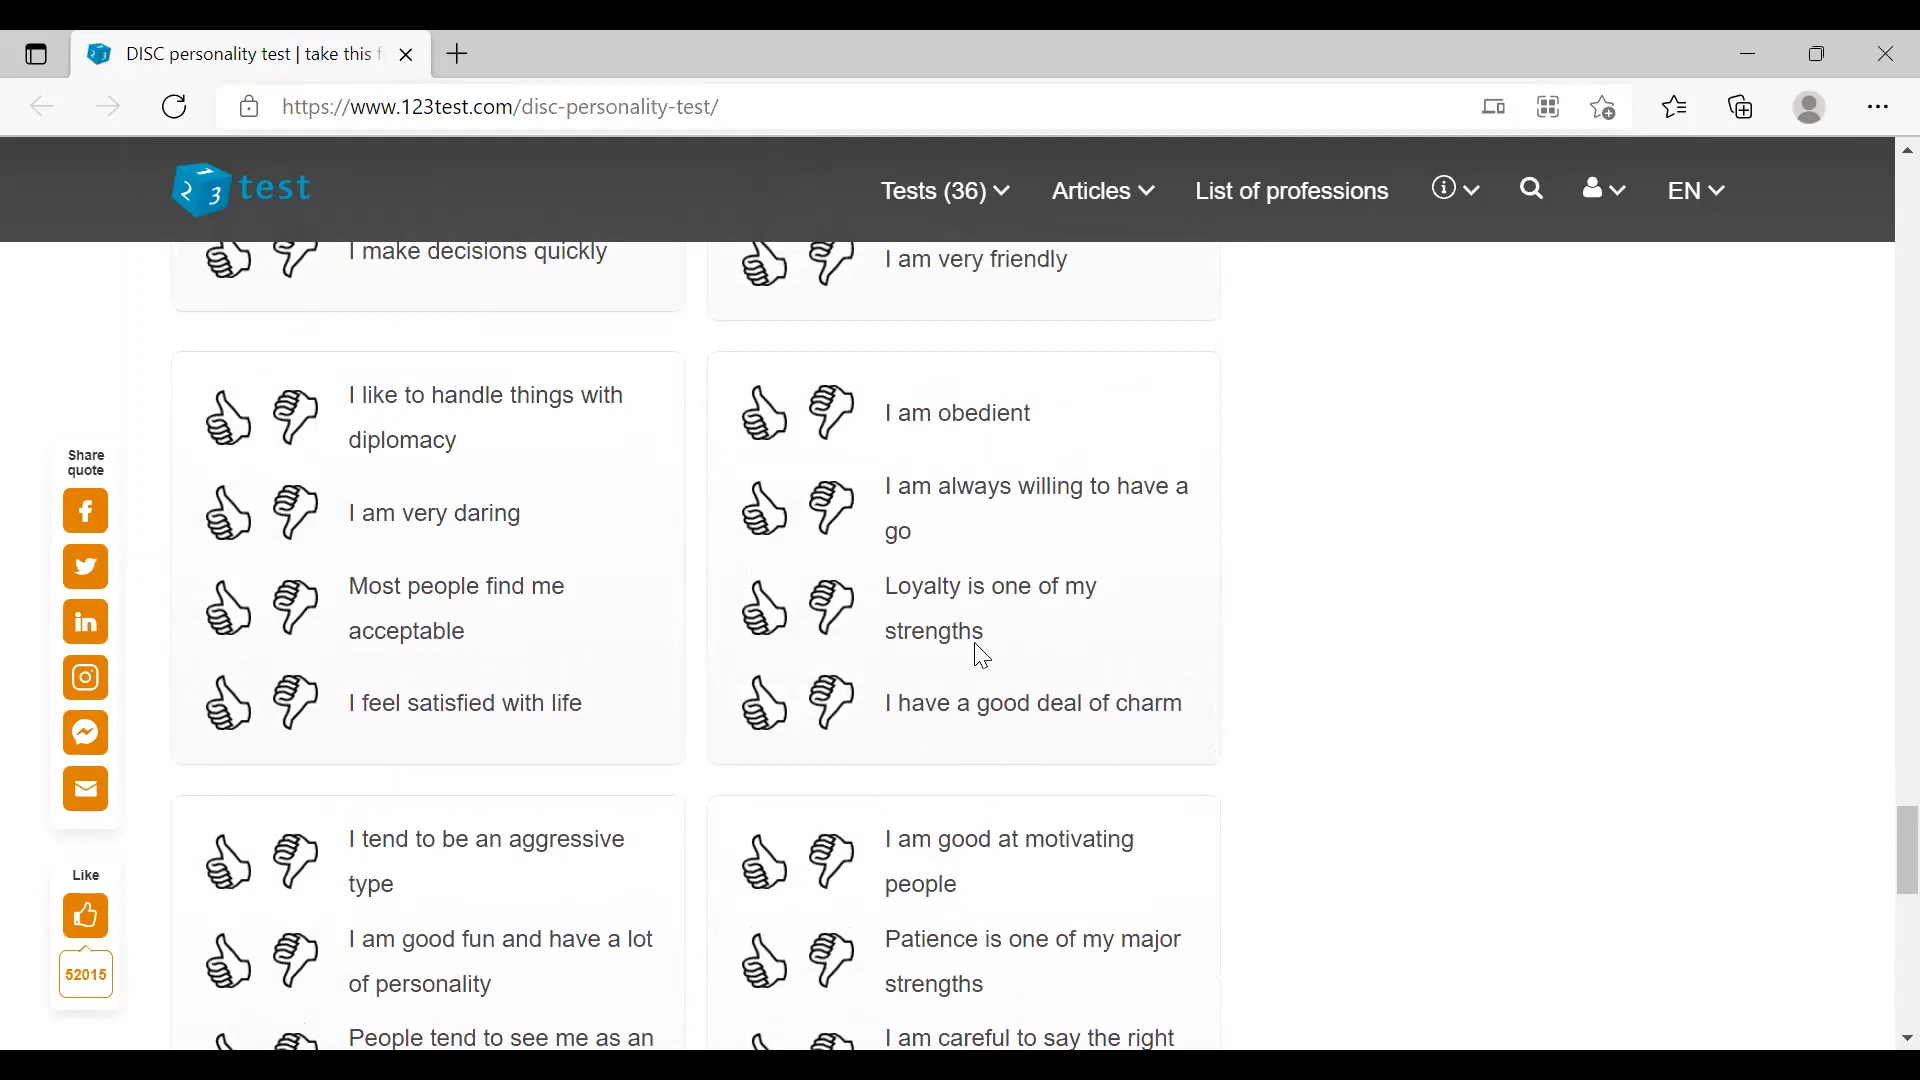 DISC personality test | take this f
https://www.123test.com/disc-personality-test/
123 test
Tests (36)
Articles
List of professions
EN
I make decisions quickly
I am very friendly
I like to handle things with
diplomacy
I am very daring
Most people find me
acceptable
I feel satisfied with life
I am obedient
I am always willing to have a
go
Loyalty is one of my
strengths
I have a good deal of charm
Share
quote
Like
52015
I tend to be an aggressive
type
I am good fun and have a lot
of personality
People tend to see me as an
I am good at motivating
people
Patience is one of my major
strengths
I am careful to say the right